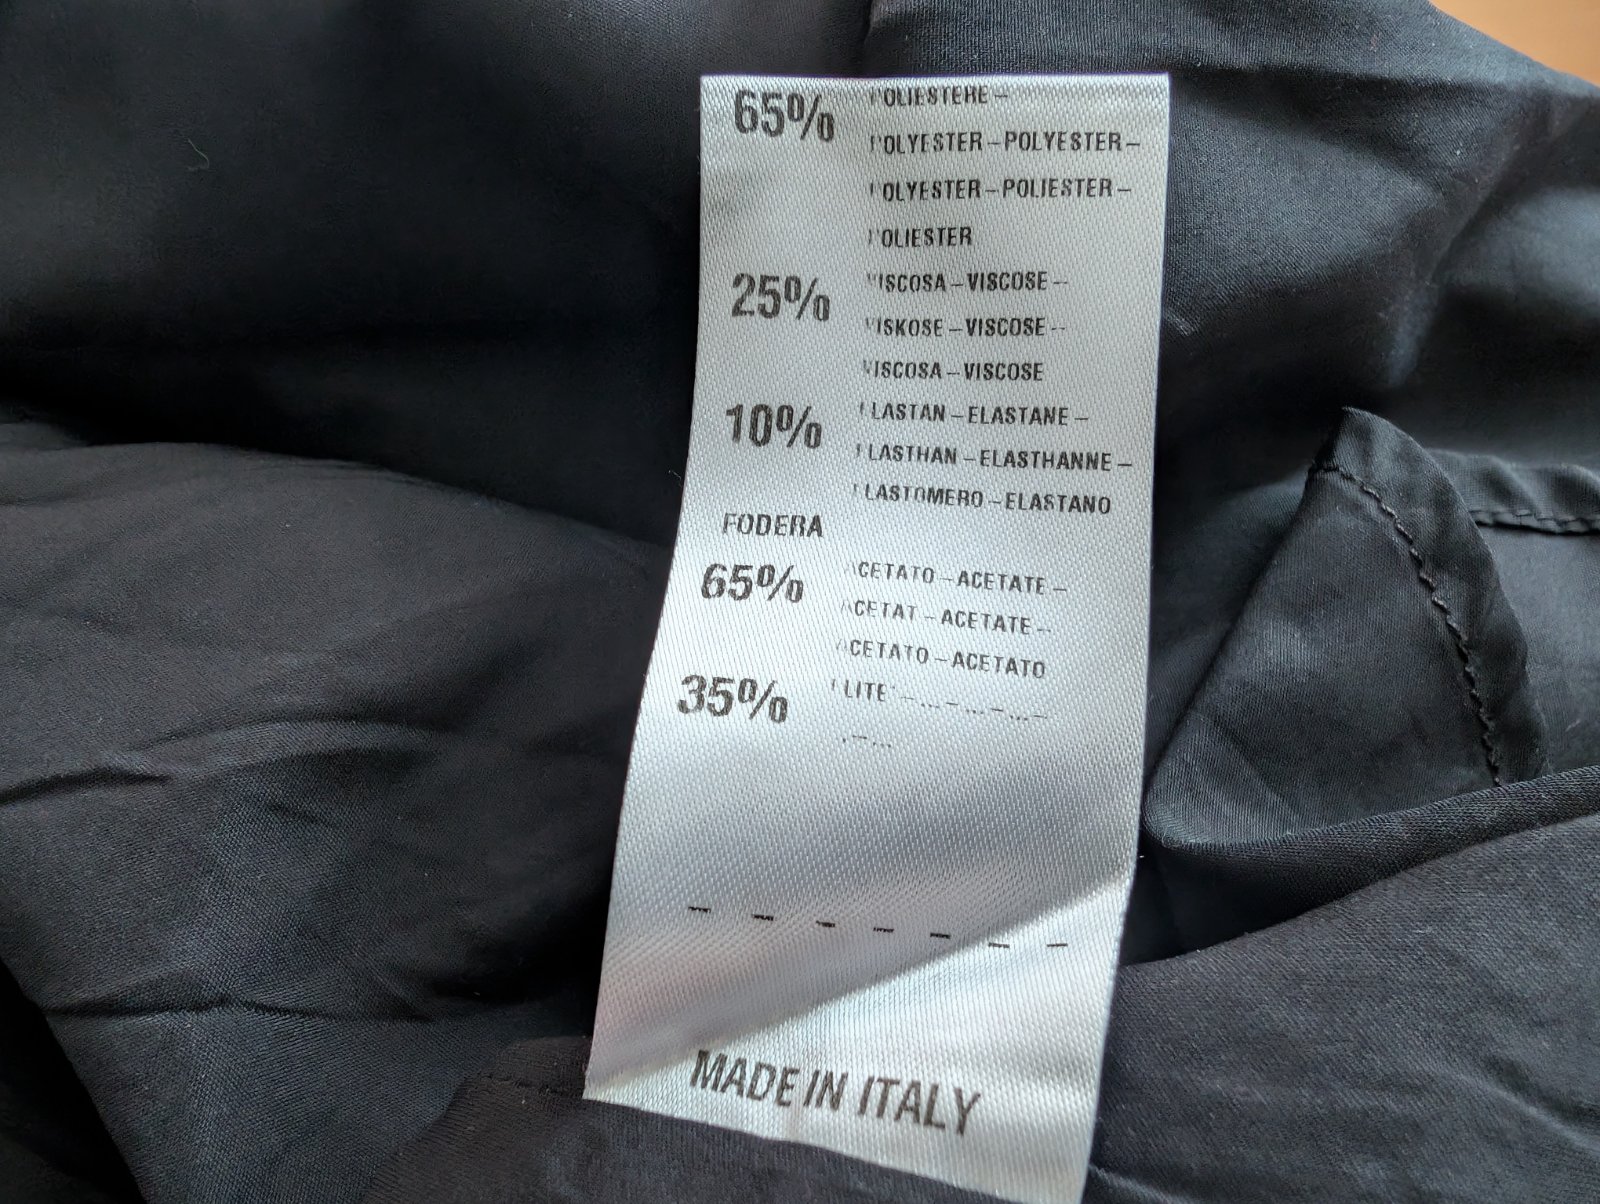 65% POLIESTERE –
POLYESTER – POLYESTER –
POLYESTER – POLIESTER –
POLIESTER
25% VISCOSA – VISCOSE –
VISKOSE – VISCOSE –
VISCOSA – VISCOSE
10% ELASTAN – ELASTANE –
ELASTHAN – ELASTHANNE –
ELASTOMERO – ELASTANO
FODERA
65% ACETATO – ACETATE –
ACETAT – ACETATE –
ACETATO – ACETATO
35% ELITE' – ... – ... – ... –
. – ...
– – – – – – –
MADE IN ITALY